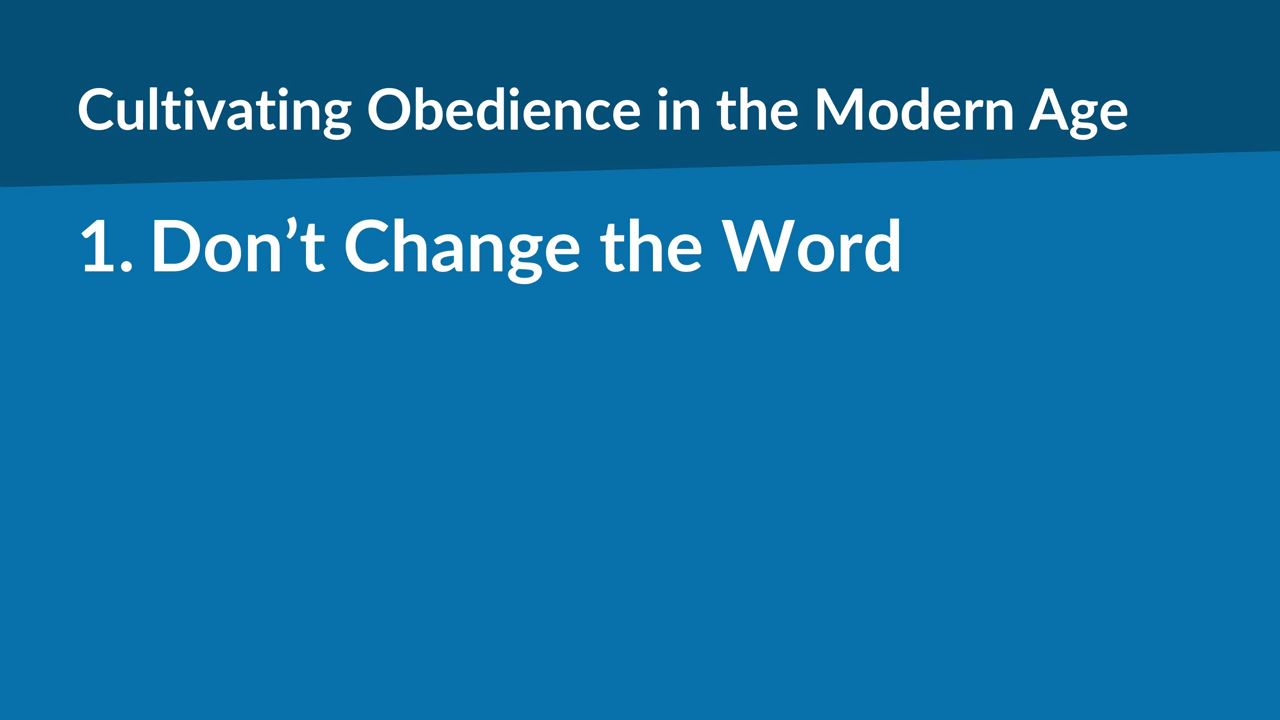 Cultivating Obedience in the Modern Age
1. Don’t Change the Word